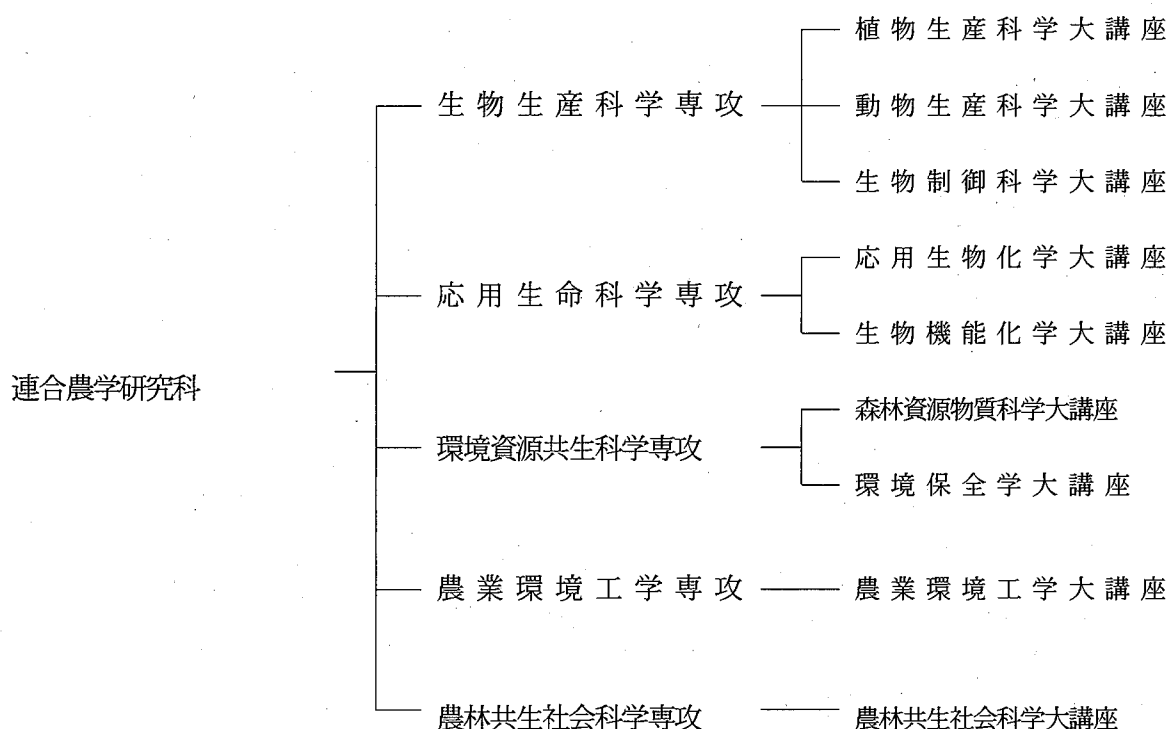 植物生産科学大講座
生物生産科学専攻
動物生産科学大講座
生物制御科学大講座
応用生物化学大講座
応用生命科学専攻
生物機能化学大講座
連合農学研究科
森林資源物質科学大講座
環境資源共生科学専攻
環境保全学大講座
農業環境工学専攻
農業環境工学大講座
農林共生社会科学専攻
農林共生社会科学大講座